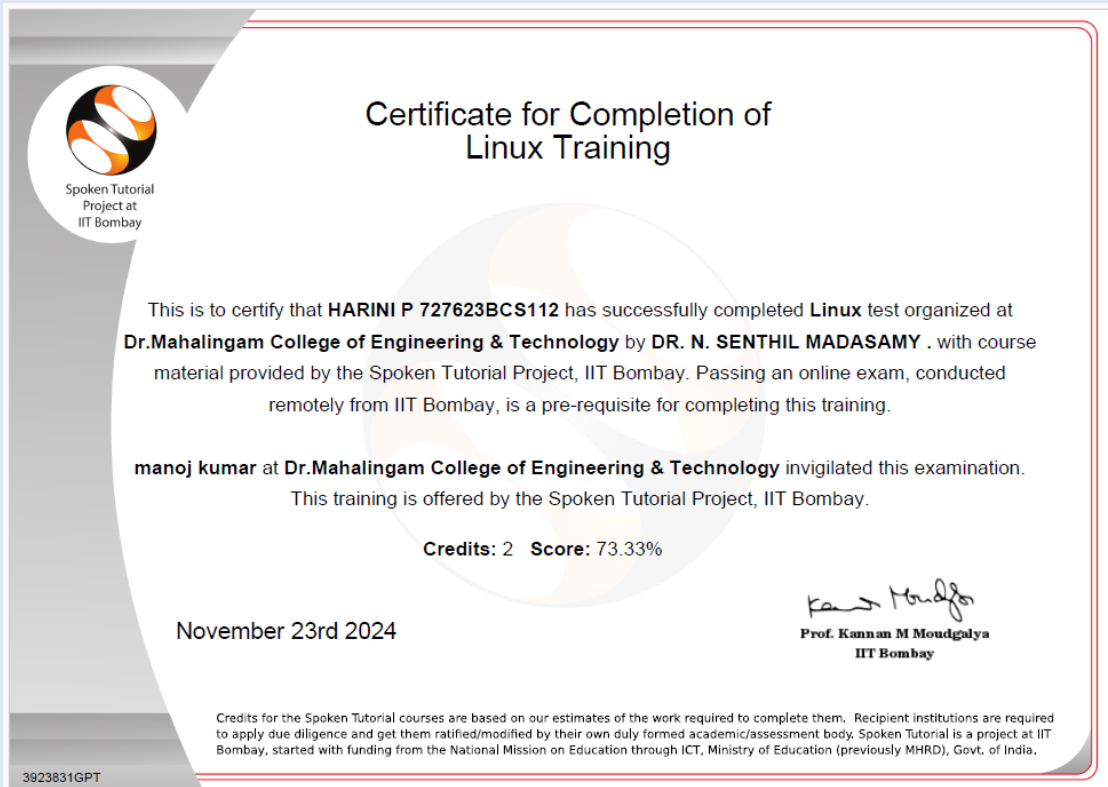 Spoken Tutorial
Project at
IIT Bombay
Certificate for Completion of
Linux Training
This is to certify that HARINI P 727623BCS112 has successfully completed Linux test organized at
Dr.Mahalingam College of Engineering & Technology by DR. N. SENTHIL MADASAMY . with course
material provided by the Spoken Tutorial Project, IIT Bombay. Passing an online exam, conducted
remotely from IIT Bombay, is a pre-requisite for completing this training.
manoj kumar at Dr.Mahalingam College of Engineering & Technology invigilated this examination.
This training is offered by the Spoken Tutorial Project, IIT Bombay.
Credits: 2 Score: 73.33%
November 23rd 2024
Kannan Moudgalya
Prof. Kannan M Moudgalya
IIT Bombay
Credits for the Spoken Tutorial courses are based on our estimates of the work required to complete them. Recipient institutions are required
to apply due diligence and get them ratified/modified by their own duly formed academic/assessment body. Spoken Tutorial is a project at IIT
Bombay, started with funding from the National Mission on Education through ICT, Ministry of Education (previously MHRD), Govt. of India.
3923831GPT